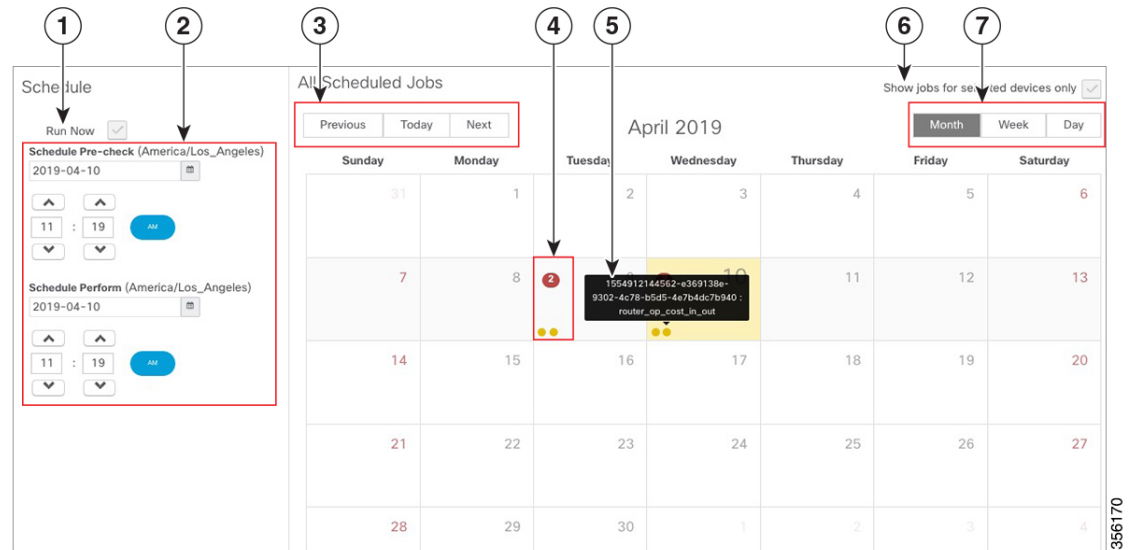 1 2 3 4 5 6 7
Schedule
All Scheduled Jobs
Show jobs for selected devices only
Run Now
Previous Today Next
April 2019
Month Week Day
Schedule Pre-check (America/Los_Angeles)
2019-04-10
11 : 19 AM
Schedule Perform (America/Los_Angeles)
2019-04-10
11 : 19 AM
Sunday Monday Tuesday Wednesday Thursday Friday Saturday
31 1 2 3 4 5 6
7 8 10 11 12 13
2
1554912144562-e369138e-
9302-4c78-b5d5-4e7b4dc7b940 :
router_op_cost_in_out
14 15 16 17 18 19 20
21 22 23 24 25 26 27
28 29 30 1 2 3 4
356170